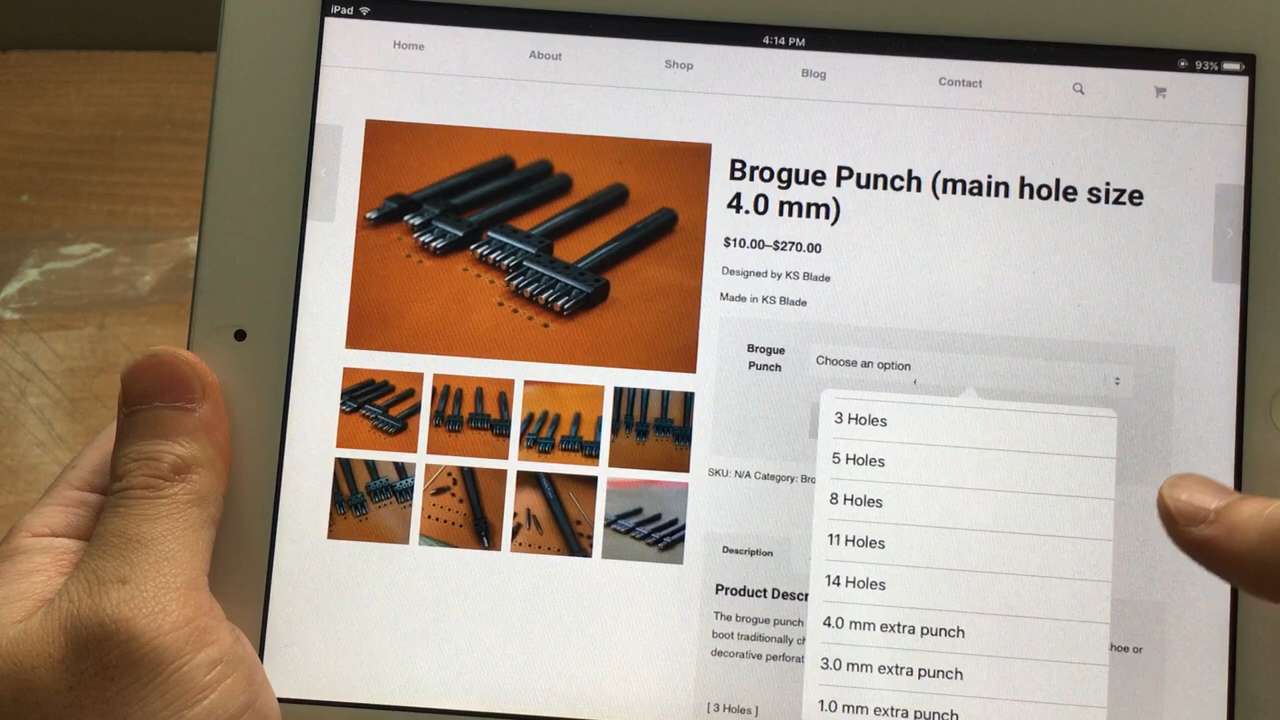 iPad
4:14 PM
93%
Home
About
Shop
Blog
Contact
Brogue Punch (main hole size
4.0 mm)
$10.00–$270.00
Designed by KS Blade
Made in KS Blade
Brogue
Punch
Choose an option
3 Holes
5 Holes
8 Holes
11 Holes
14 Holes
4.0 mm extra punch
3.0 mm extra punch
1.0 mm extra punch
SKU: N/A Category: Bro
Description
Product Descr
The brogue punch
boot traditionally ch
hoe or
decorative perforat
[ 3 Holes ]